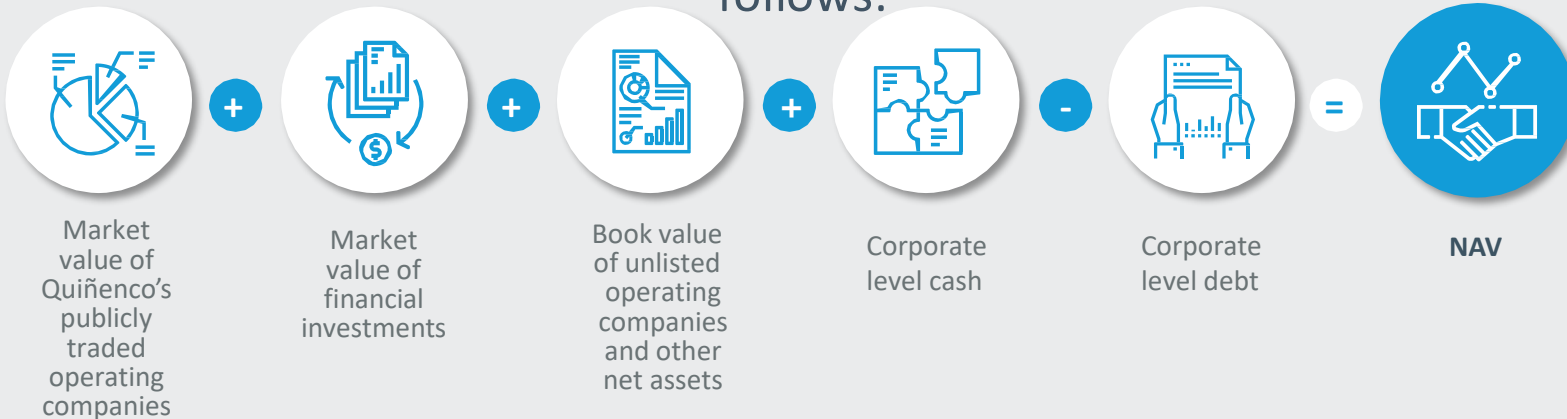 follows:
+
+
+
-
=
Market
value of
Quiñenco’s
publicly
traded
operating
companies
Market
value of
financial
investments
Book value
of unlisted
operating
companies
and other
net assets
Corporate
level cash
Corporate
level debt
NAV